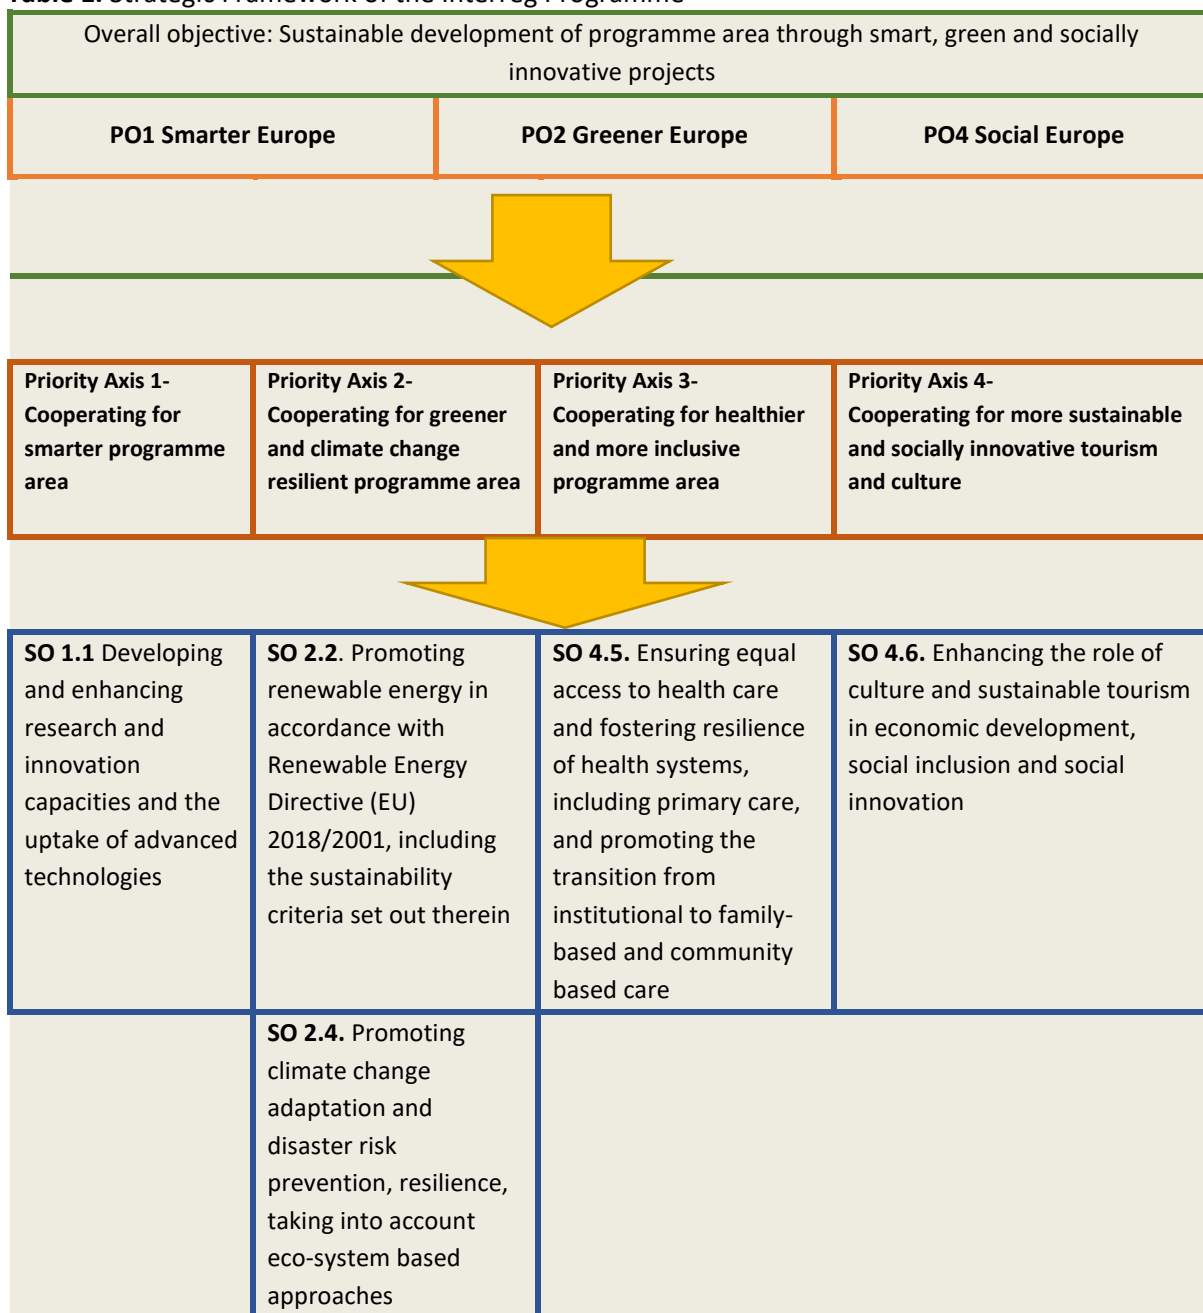 Table 1. Strategic Framework of the Interreg Programme
Overall objective: Sustainable development of programme area through smart, green and socially
innovative projects
PO1 Smarter Europe
PO2 Greener Europe
PO4 Social Europe
Priority Axis 1-
Cooperating for
smarter programme
area
Priority Axis 2-
Cooperating for greener
and climate change
resilient programme area
Priority Axis 3-
Cooperating for healthier
and more inclusive
programme area
Priority Axis 4-
Cooperating for more sustainable
and socially innovative tourism
and culture
SO 1.1 Developing
and enhancing
research and
innovation
capacities and the
uptake of advanced
technologies
SO 2.2. Promoting
renewable energy in
accordance with
Renewable Energy
Directive (EU)
2018/2001, including
the sustainability
criteria set out therein
SO 4.5. Ensuring equal
access to health care
and fostering resilience
of health systems,
including primary care,
and promoting the
transition from
institutional to family-
based and community
based care
SO 4.6. Enhancing the role of
culture and sustainable tourism
in economic development,
social inclusion and social
innovation
SO 2.4. Promoting
climate change
adaptation and
disaster risk
prevention, resilience,
taking into account
eco-system based
approaches